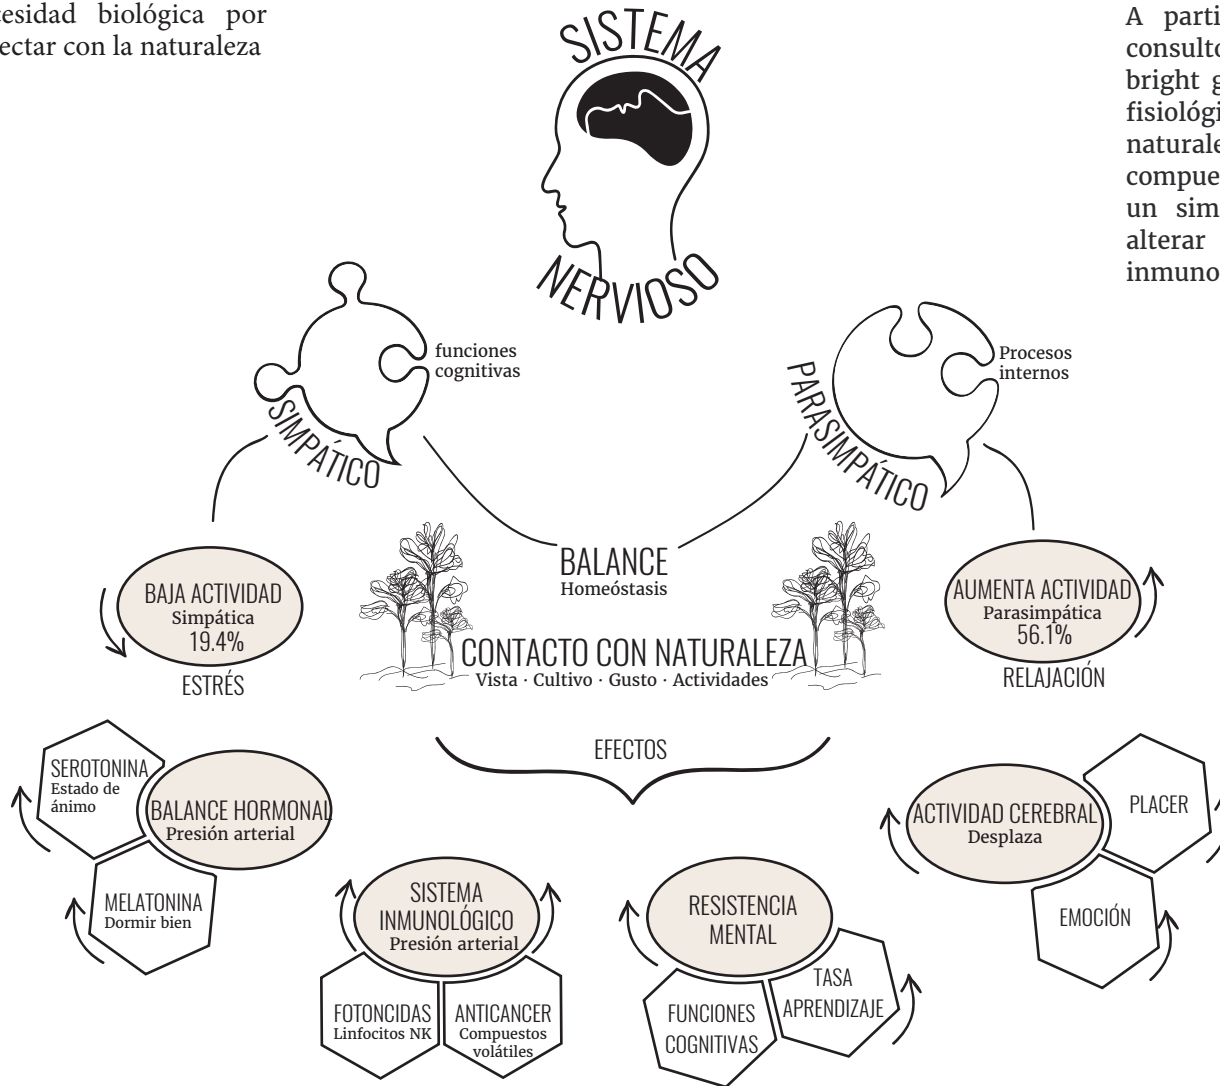 cesidad biológica por
ectar con la naturaleza
SISTEMA
NERVIOSO
A parti
consulto
bright g
fisiológi
naturale
compue
un sim
alterar
inmuno
funciones
cognitivas
SIMPÁTICO
Procesos
internos
PARASIMPÁTICO
BALANCE
Homeóstasis
BAJA ACTIVIDAD
Simpática
19.4%
ESTRÉS
AUMENTA ACTIVIDAD
Parasimpática
56.1%
RELAJACIÓN
CONTACTO CON NATURALEZA
Vista · Cultivo · Gusto · Actividades
EFECTOS
SEROTONINA
Estado de
ánimo
BALANCE HORMONAL
Presión arterial
MELATONINA
Dormir bien
SISTEMA
INMUNOLÓGICO
Presión arterial
FOTONCIDAS
Linfocitos NK
ANTICANCER
Compuestos
volátiles
RESISTENCIA
MENTAL
FUNCIONES
COGNITIVAS
TASA
APRENDIZAJE
ACTIVIDAD CEREBRAL
Desplaza
PLACER
EMOCIÓN